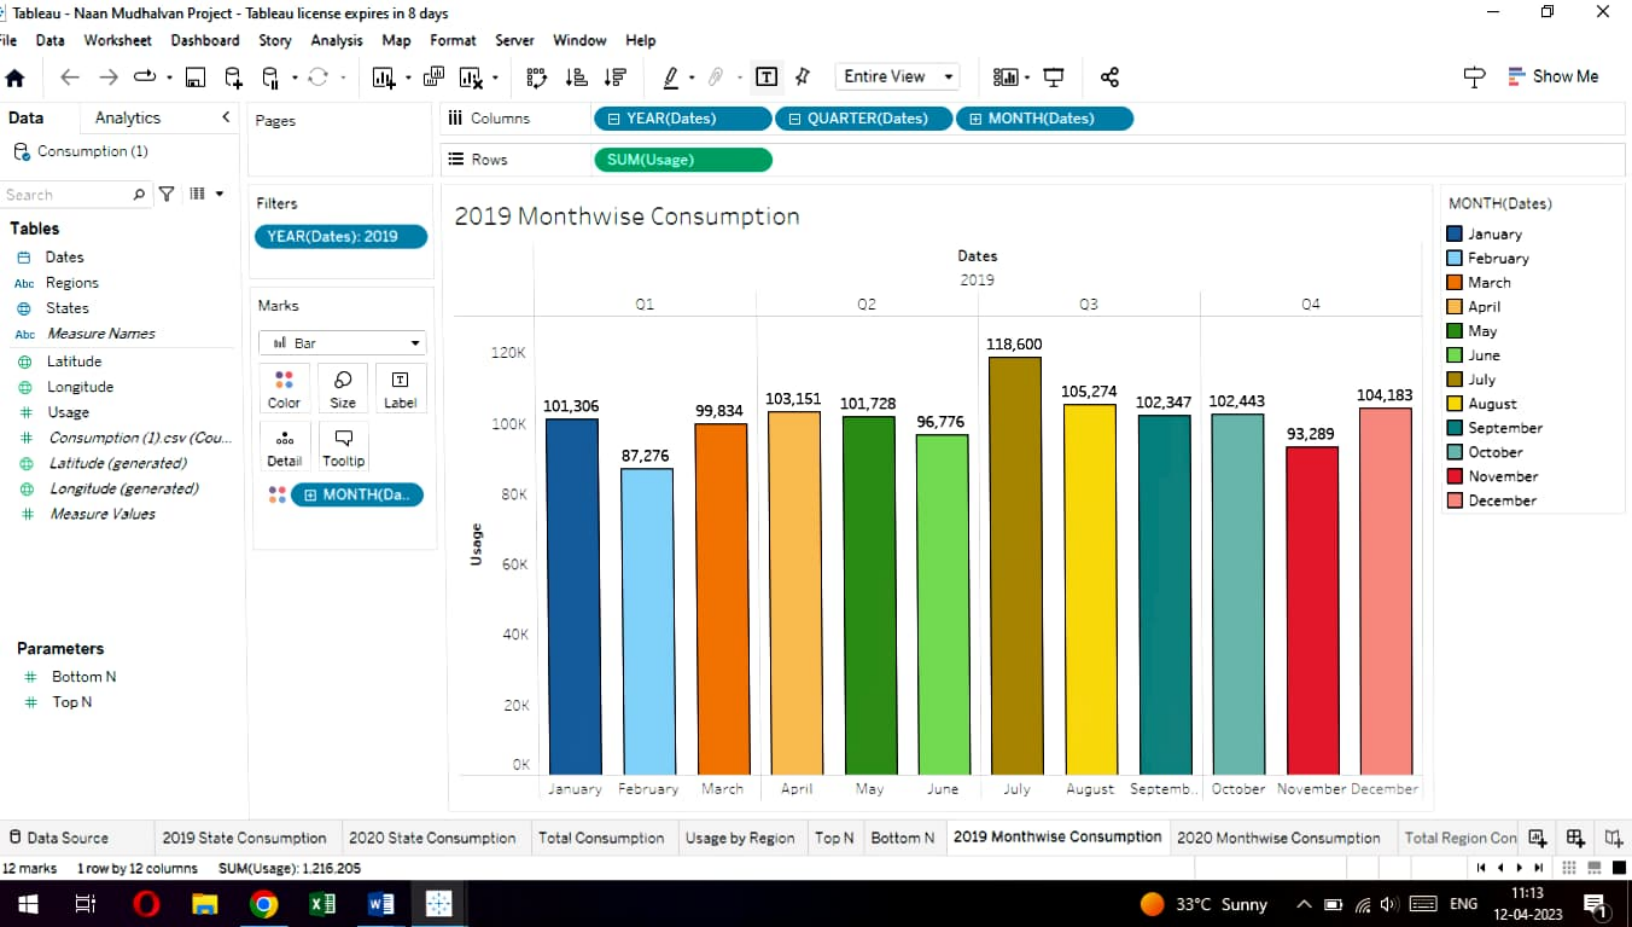 Tableau - Naan Mudhalvan Project - Tableau license expires in 8 days
File Data Worksheet Dashboard Story Analysis Map Format Server Window Help
Entire View
Show Me
Data Analytics
Consumption (1)
Search
Tables
Dates
Abc Regions
States
Abc Measure Names
Latitude
Longitude
# Usage
# Consumption (1).csv (Cou...
Latitude (generated)
Longitude (generated)
# Measure Values
Parameters
# Bottom N
# Top N
Pages
Filters
YEAR(Dates): 2019
Marks
Bar
Color Size Label
Detail Tooltip
MONTH(Da..
Columns YEAR(Dates) QUARTER(Dates) MONTH(Dates)
Rows SUM(Usage)
2019 Monthwise Consumption
Dates
2019
Q1 Q2 Q3 Q4
120K
100K
80K
60K
40K
20K
0K
Usage
101,306 87,276 99,834 103,151 101,728 96,776 118,600 105,274 102,347 102,443 93,289 104,183
January February March April May June July August Septemb.. October November December
MONTH(Dates)
January
February
March
April
May
June
July
August
September
October
November
December
Data Source 2019 State Consumption 2020 State Consumption Total Consumption Usage by Region Top N Bottom N 2019 Monthwise Consumption 2020 Monthwise Consumption Total Region Con
12 marks 1 row by 12 columns SUM(Usage): 1,216,205
33°C Sunny ENG 11:13
12-04-2023
1